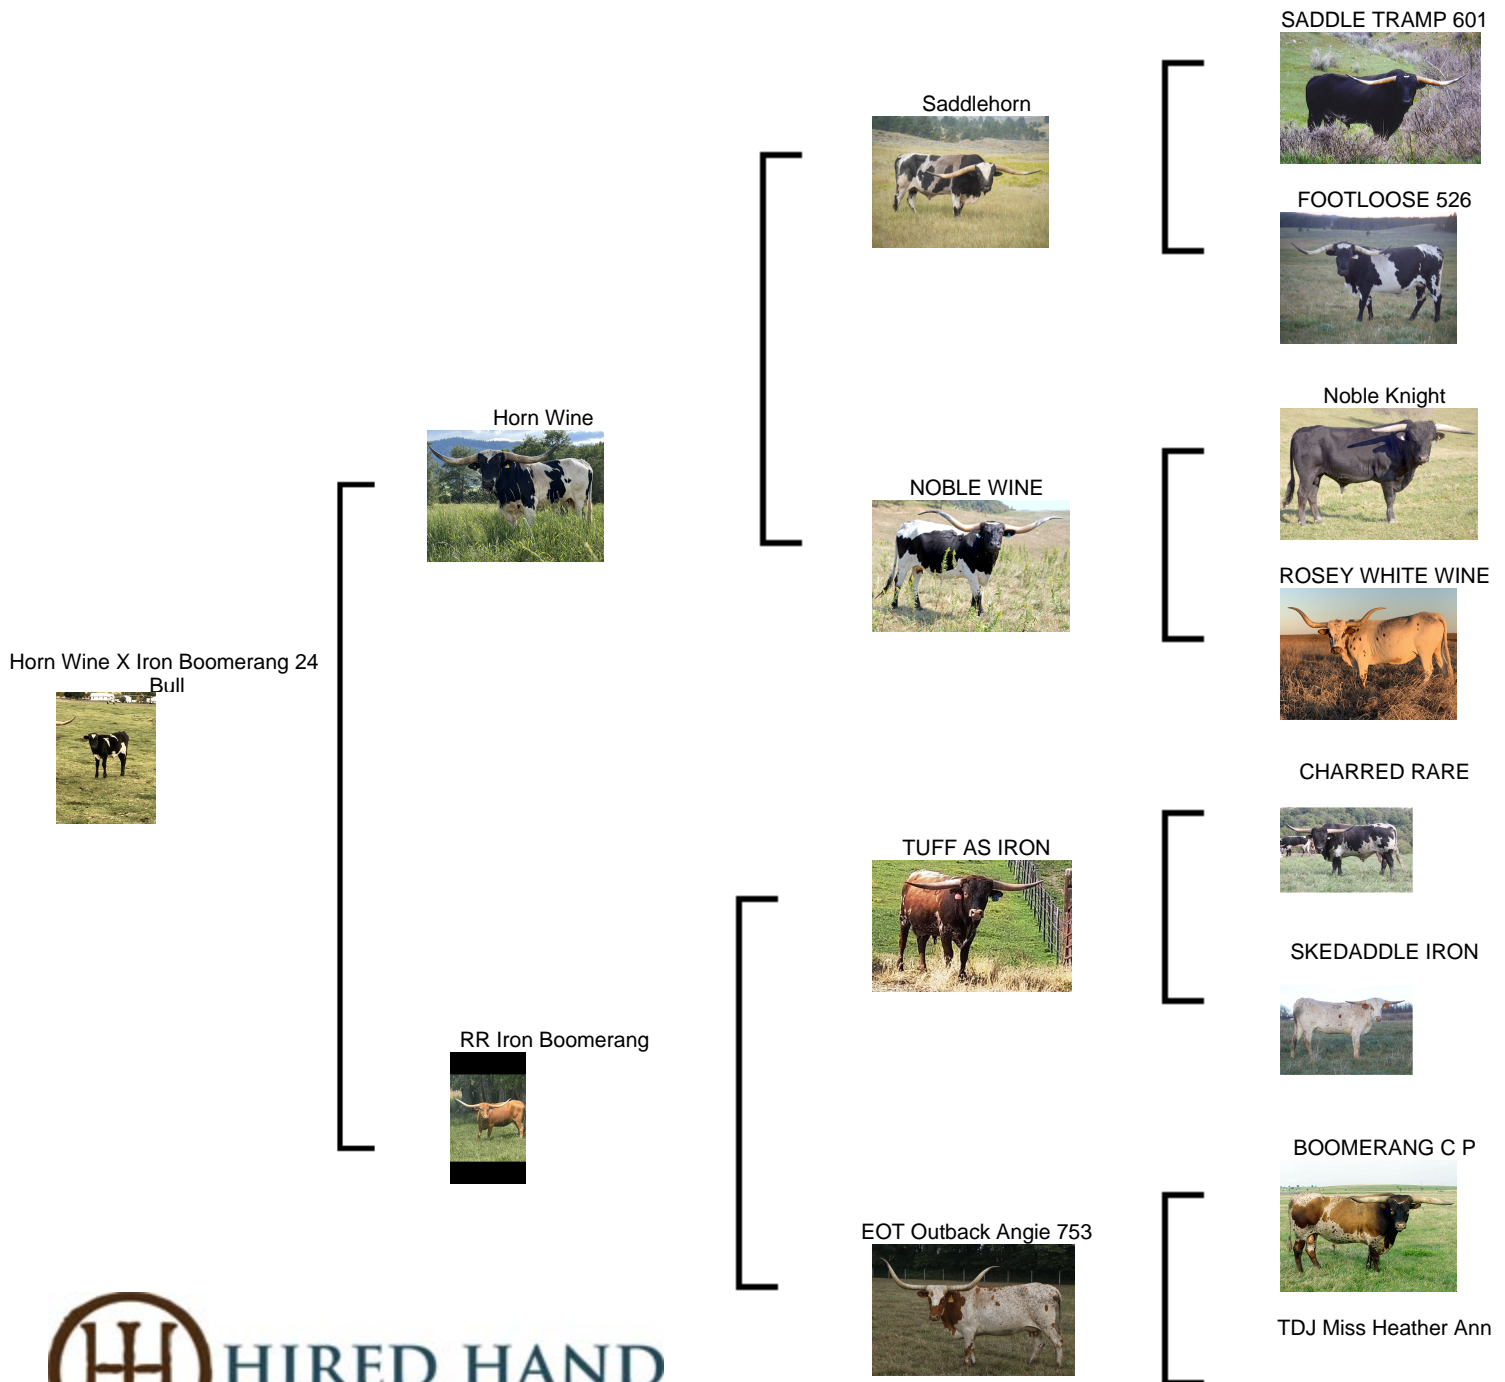 SADDLE TRAMP 601
Saddlehorn
FOOTLOOSE 526
Noble Knight
Horn Wine
NOBLE WINE
ROSEY WHITE WINE
Horn Wine X Iron Boomerang 24
Bull
CHARRED RARE
TUFF AS IRON
SKEDADDLE IRON
RR Iron Boomerang
BOOMERANG C P
EOT Outback Angie 753
TDJ Miss Heather Ann
HIRED HAND